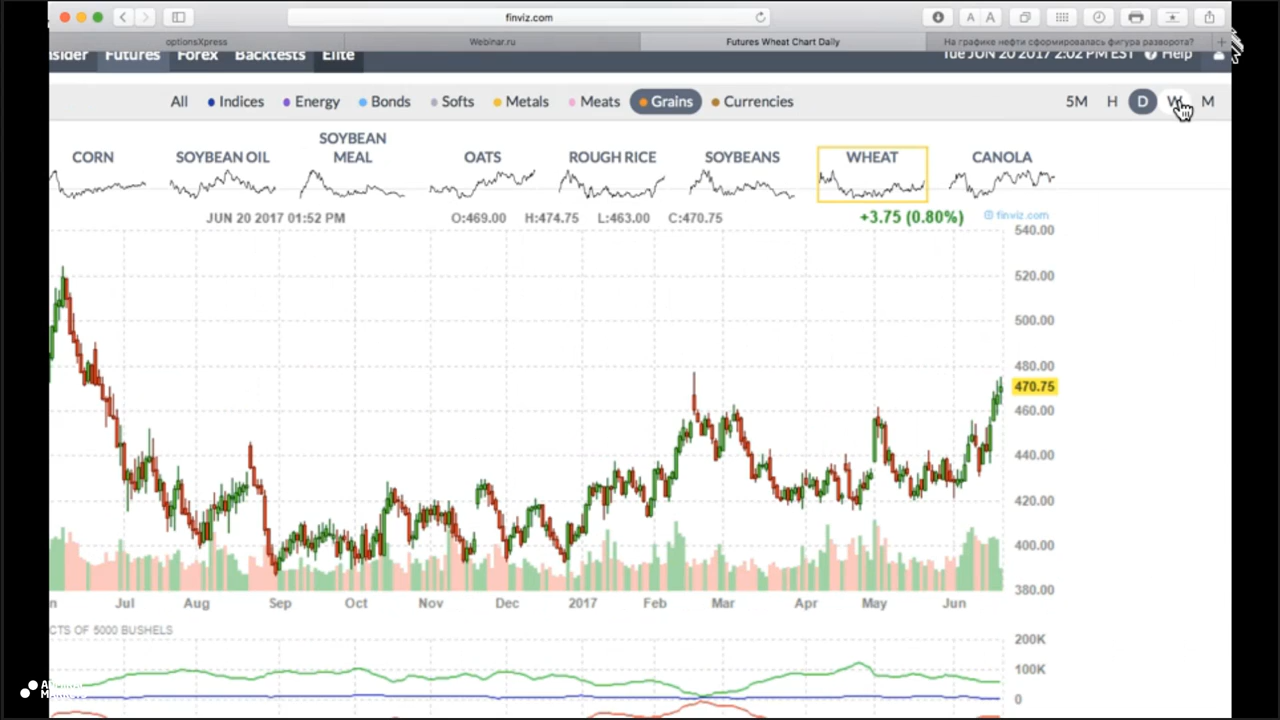 finviz.com
A A
optionsXpress
Webinar.ru
Futures Wheat Chart Daily
На графике нефти сформировалась фигура разворота?
nsider Futures Forex Backtests Elite
Tue JUN 20 2017 2:02 PM EST Help
All Indices Energy Bonds Softs Metals Meats Grains Currencies
5M H D W M
CORN
SOYBEAN OIL
SOYBEAN
MEAL
OATS
ROUGH RICE
SOYBEANS
WHEAT
CANOLA
JUN 20 2017 01:52 PM O:469.00 H:474.75 L:463.00 C:470.75 +3.75 (0.80%) © finviz.com
540.00
520.00
500.00
480.00
470.75
460.00
440.00
420.00
400.00
380.00
n Jul Aug Sep Oct Nov Dec 2017 Feb Mar Apr May Jun
CTS OF 5000 BUSHELS
200K
100K
0